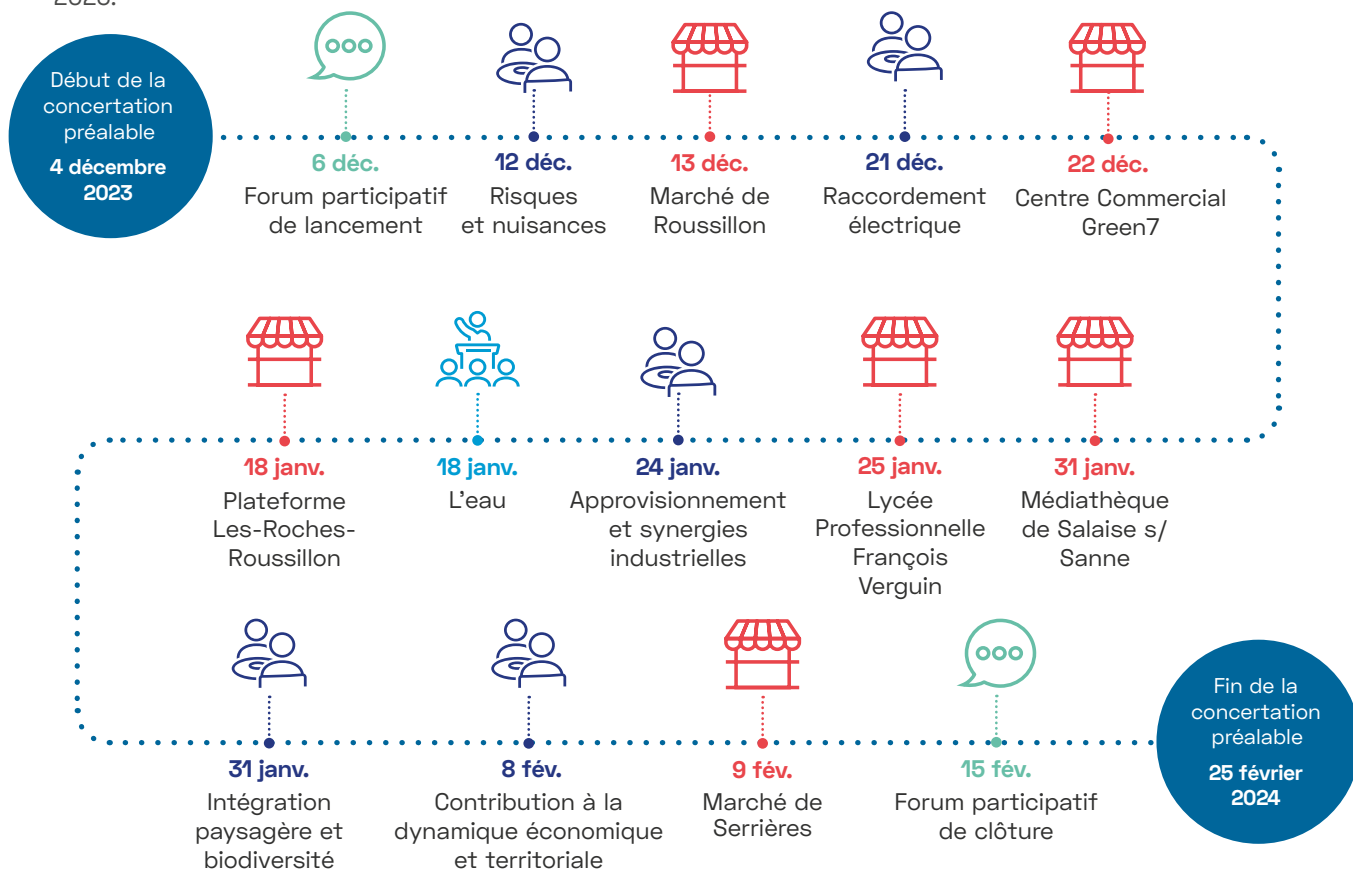 Début de la
concertation
préalable
4 décembre
2023
6 déc.
Forum participatif
de lancement
12 déc.
Risques
et nuisances
13 déc.
Marché de
Roussillon
21 déc.
Raccordement
électrique
22 déc.
Centre Commercial
Green7
18 janv.
Plateforme
Les-Roches-
Roussillon
18 janv.
L'eau
24 janv.
Approvisionnement
et synergies
industrielles
25 janv.
Lycée
Professionnelle
François
Verguin
31 janv.
Médiathèque
de Salaise s/
Sanne
31 janv.
Intégration
paysagère et
biodiversité
8 fév.
Contribution à la
dynamique économique
et territoriale
9 fév.
Marché de
Serrières
15 fév.
Forum participatif
de clôture
Fin de la
concertation
préalable
25 février
2024